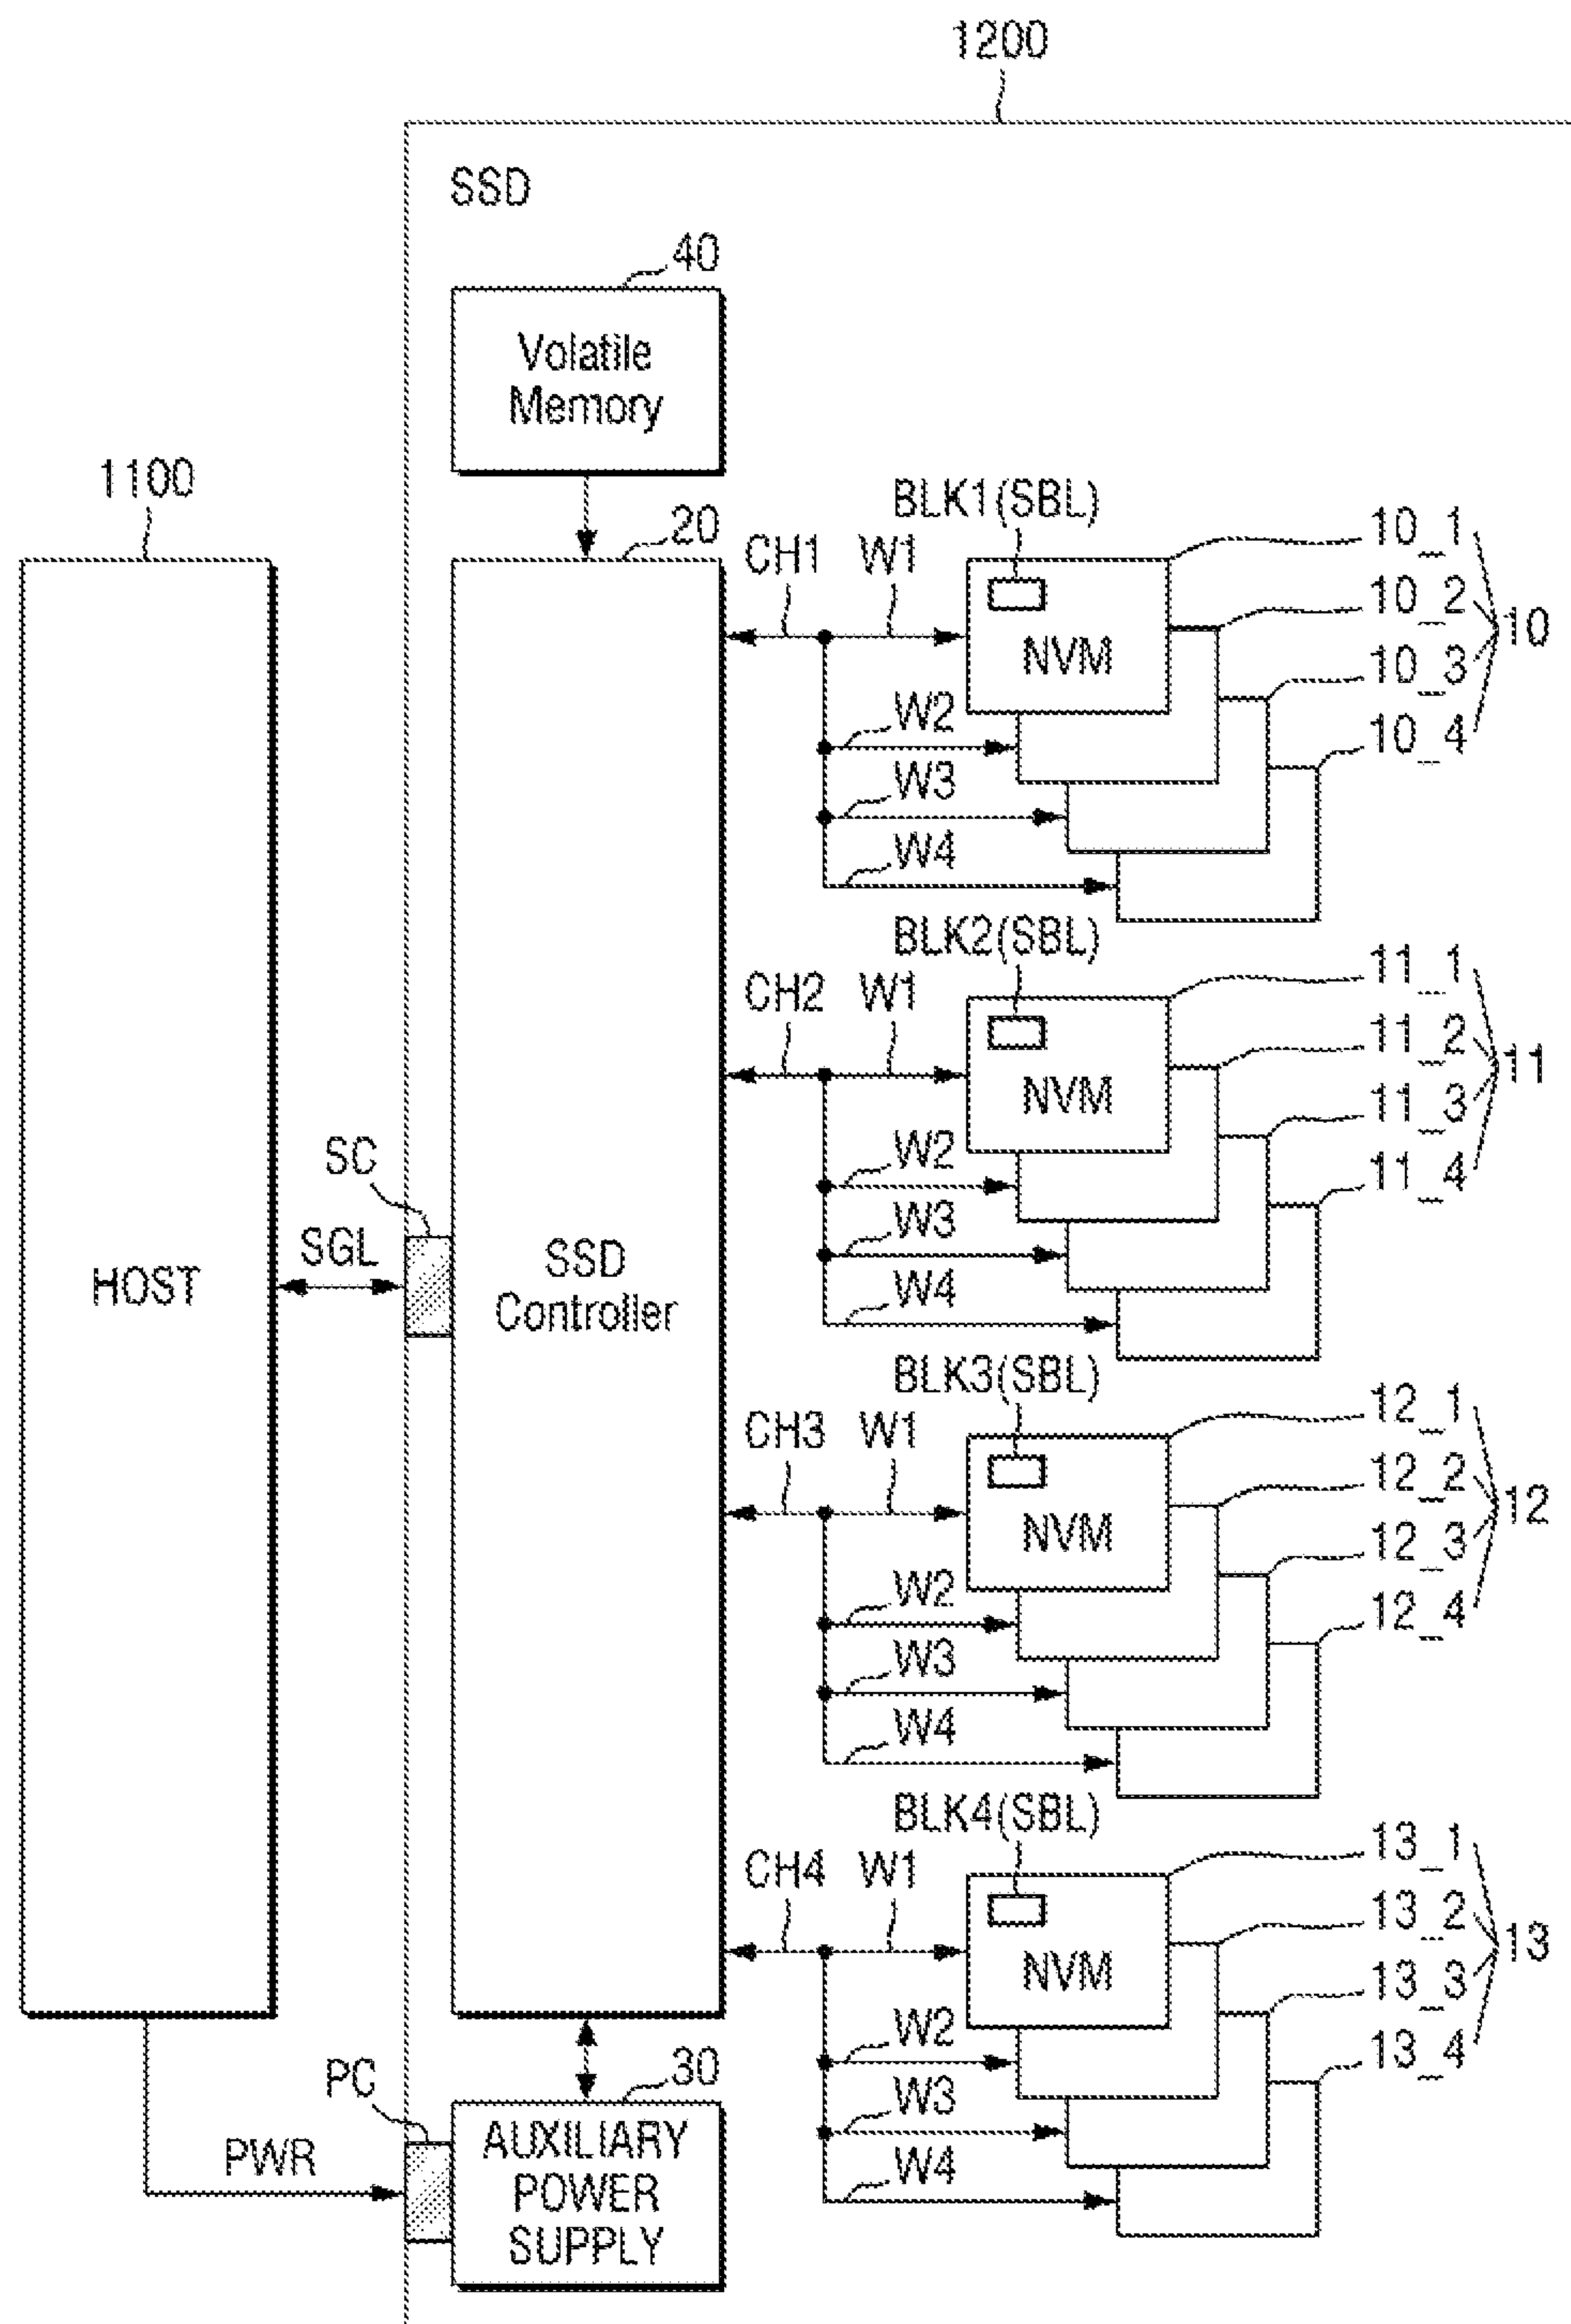 1200
SSD
40
Volatile
Memory
1100
HOST
20
SSD
Controller
SC
SGL
PC
PWR
30
AUXILIARY
POWER
SUPPLY
CH1
W1
BLK1(SBL)
NVM
W2
W3
W4
10_1
10_2
10_3
10_4
10
CH2
W1
BLK2(SBL)
NVM
W2
W3
W4
11_1
11_2
11_3
11_4
11
CH3
W1
BLK3(SBL)
NVM
W2
W3
W4
12_1
12_2
12_3
12_4
12
CH4
W1
BLK4(SBL)
NVM
W2
W3
W4
13_1
13_2
13_3
13_4
13